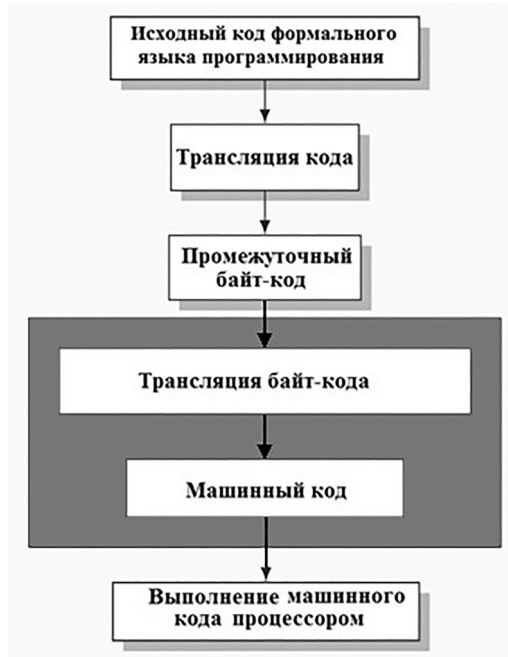 Исходный код формального
языка программирования
Трансляция кода
Промежуточный
байт-код
Трансляция байт-кода
Машинный код
Выполнение машинного
кода процессором